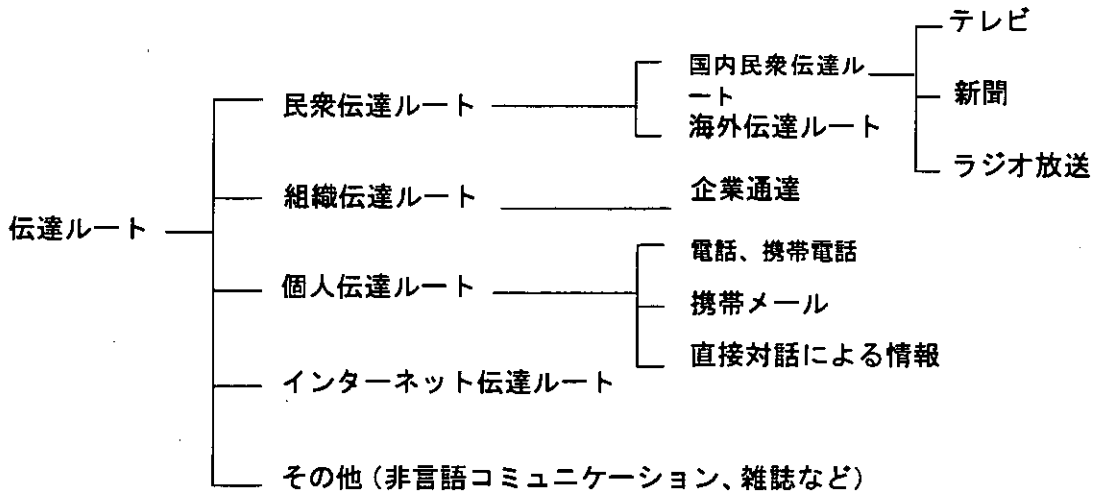 伝達ルート
民衆伝達ルート
国内民衆伝達ル
ート
テレビ
新聞
ラジオ放送
海外伝達ルート
組織伝達ルート
企業通達
個人伝達ルート
電話、携帯電話
携帯メール
直接対話による情報
インターネット伝達ルート
その他（非言語コミュニケーション、雑誌など）